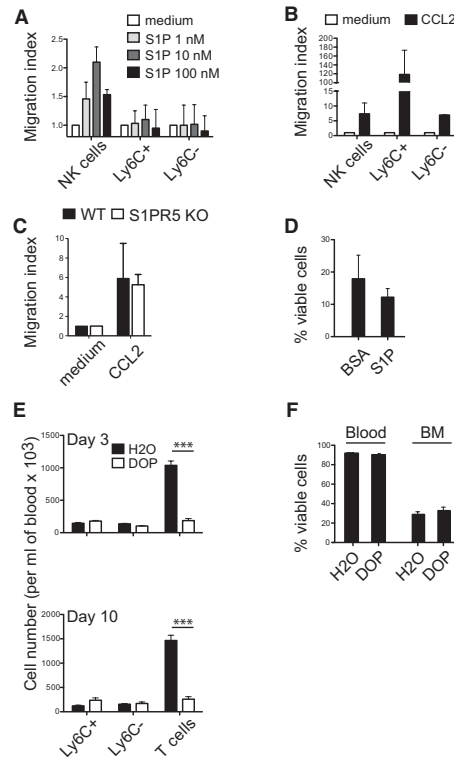 A
medium
S1P 1 nM
S1P 10 nM
S1P 100 nM
Migration index
2.5
2.0
1.5
1.0
NK cells
Ly6C+
Ly6C-
B
medium
CCL2
Migration index
200
180
160
140
120
100
80
60
40
20
15
10
5
0
NK cells
Ly6C+
Ly6C-
C
WT
S1PR5 KO
Migration index
10
8
6
4
2
0
medium
CCL2
D
% viable cells
30
20
10
0
BSA
S1P
E
Cell number (per ml of blood x 10³)
Day 3
H2O
DOP
***
1500
1000
500
0
Day 10
***
2000
1500
1000
500
0
Ly6C+
Ly6C-
T cells
F
Blood
BM
% viable cells
100
80
60
40
20
0
H2O
DOP
H2O
DOP